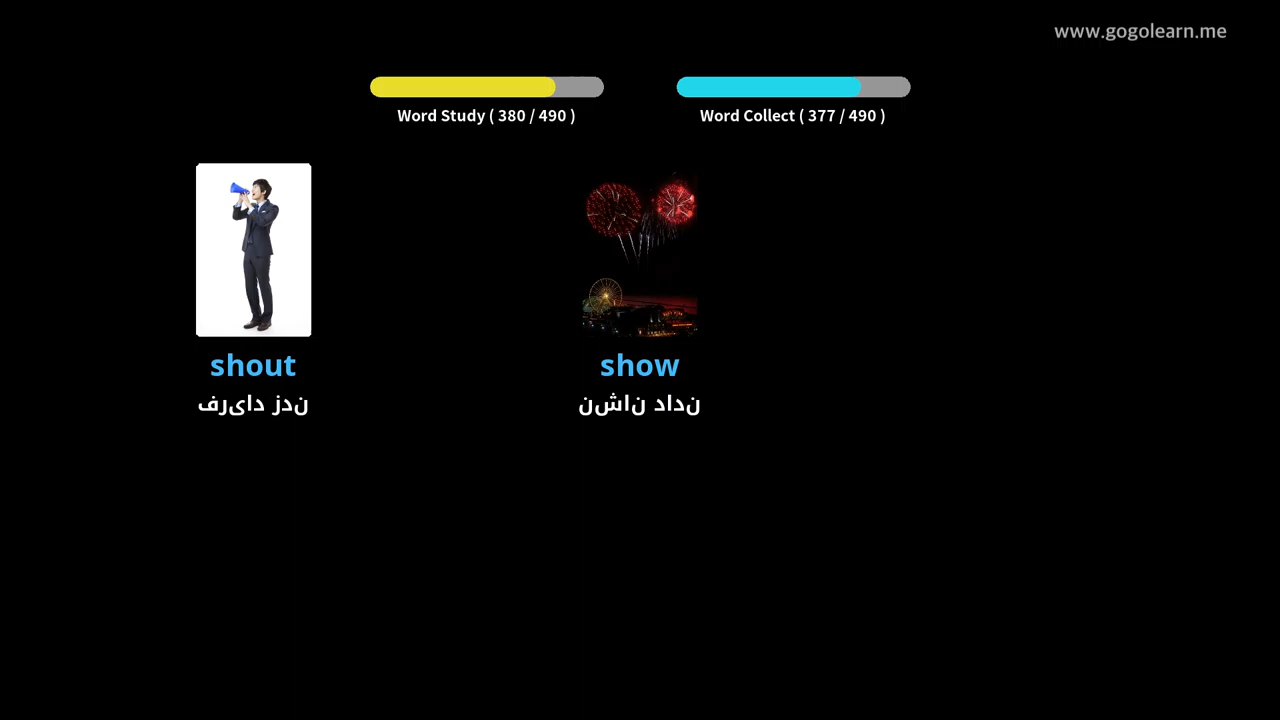 www.gogolearn.me
Word Study ( 380 / 490 )
Word Collect ( 377 / 490 )
shout
فریاد زدن
show
نشان دادن